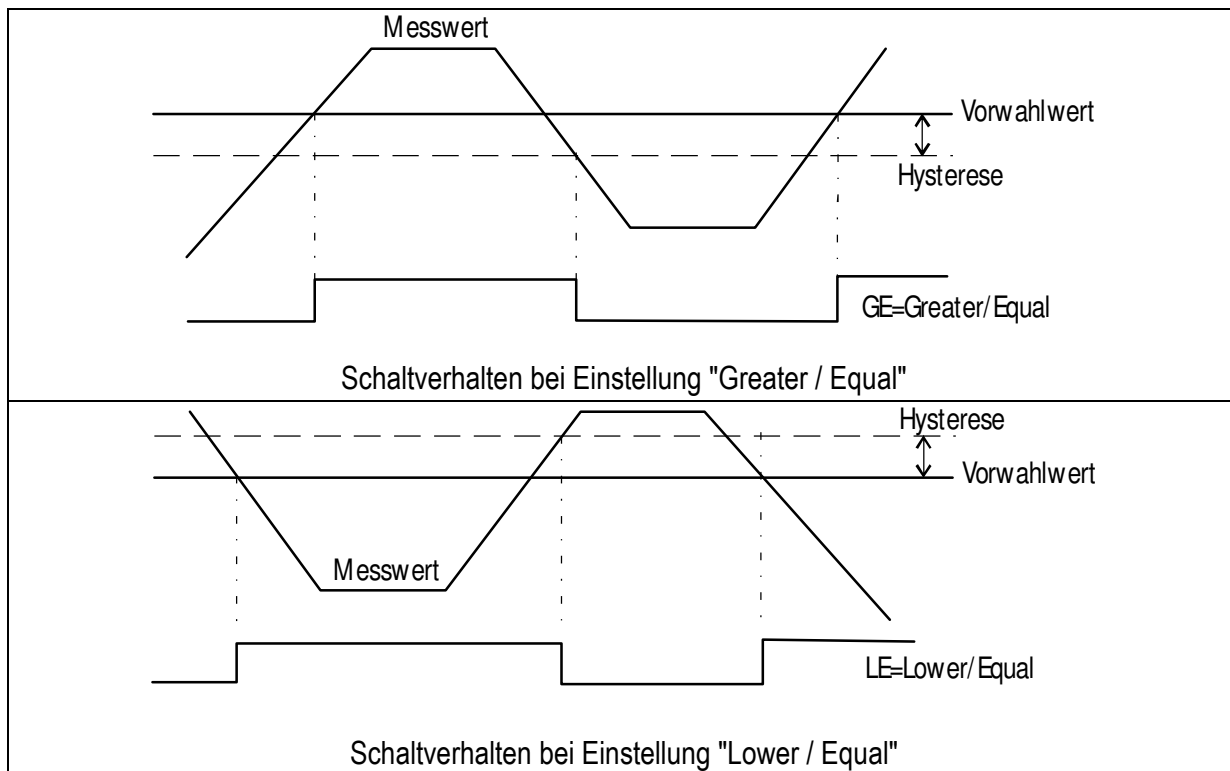 Messwert
Vorwahlwert
Hysterese
GE=Greater/Equal
Schaltverhalten bei Einstellung "Greater / Equal"
Hysterese
Vorwahlwert
Messwert
LE=Lower/Equal
Schaltverhalten bei Einstellung "Lower / Equal"